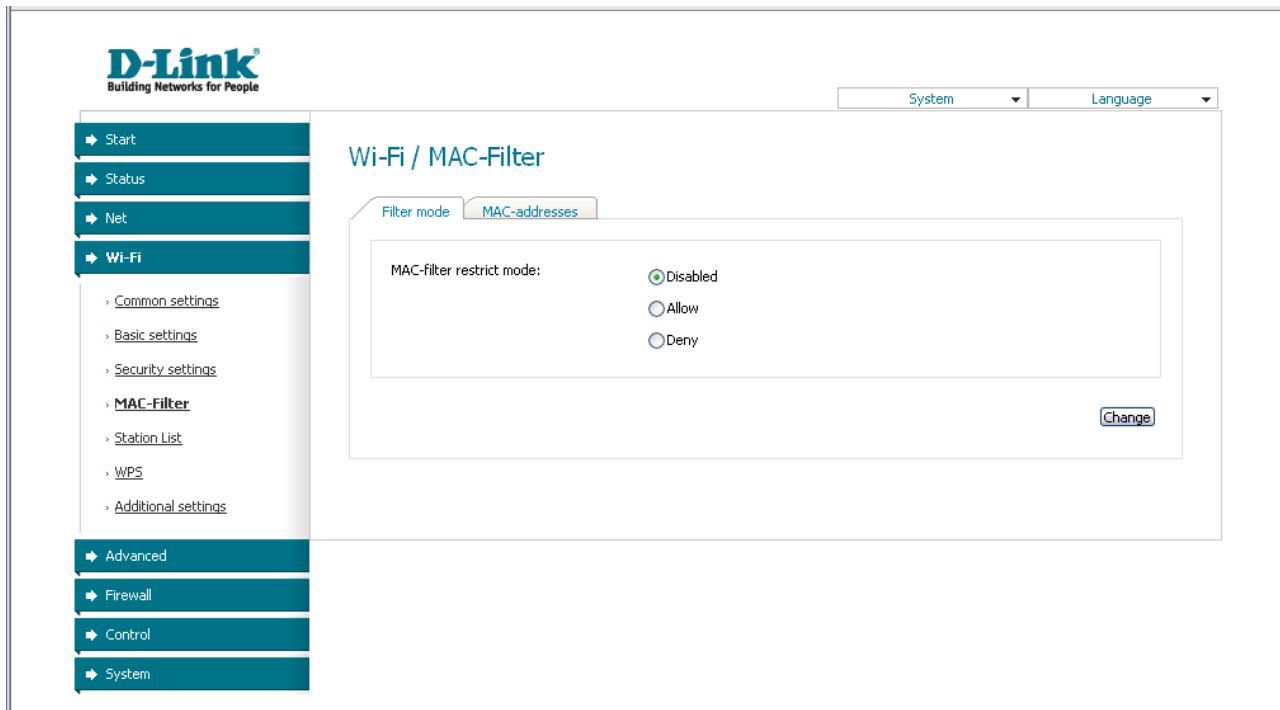 D-Link
Building Networks for People
System
Language
Start
Status
Net
Wi-Fi
Common settings
Basic settings
Security settings
MAC-Filter
Station List
WPS
Additional settings
Advanced
Firewall
Control
System
Wi-Fi / MAC-Filter
Filter mode
MAC-addresses
MAC-filter restrict mode:
Disabled
Allow
Deny
Change